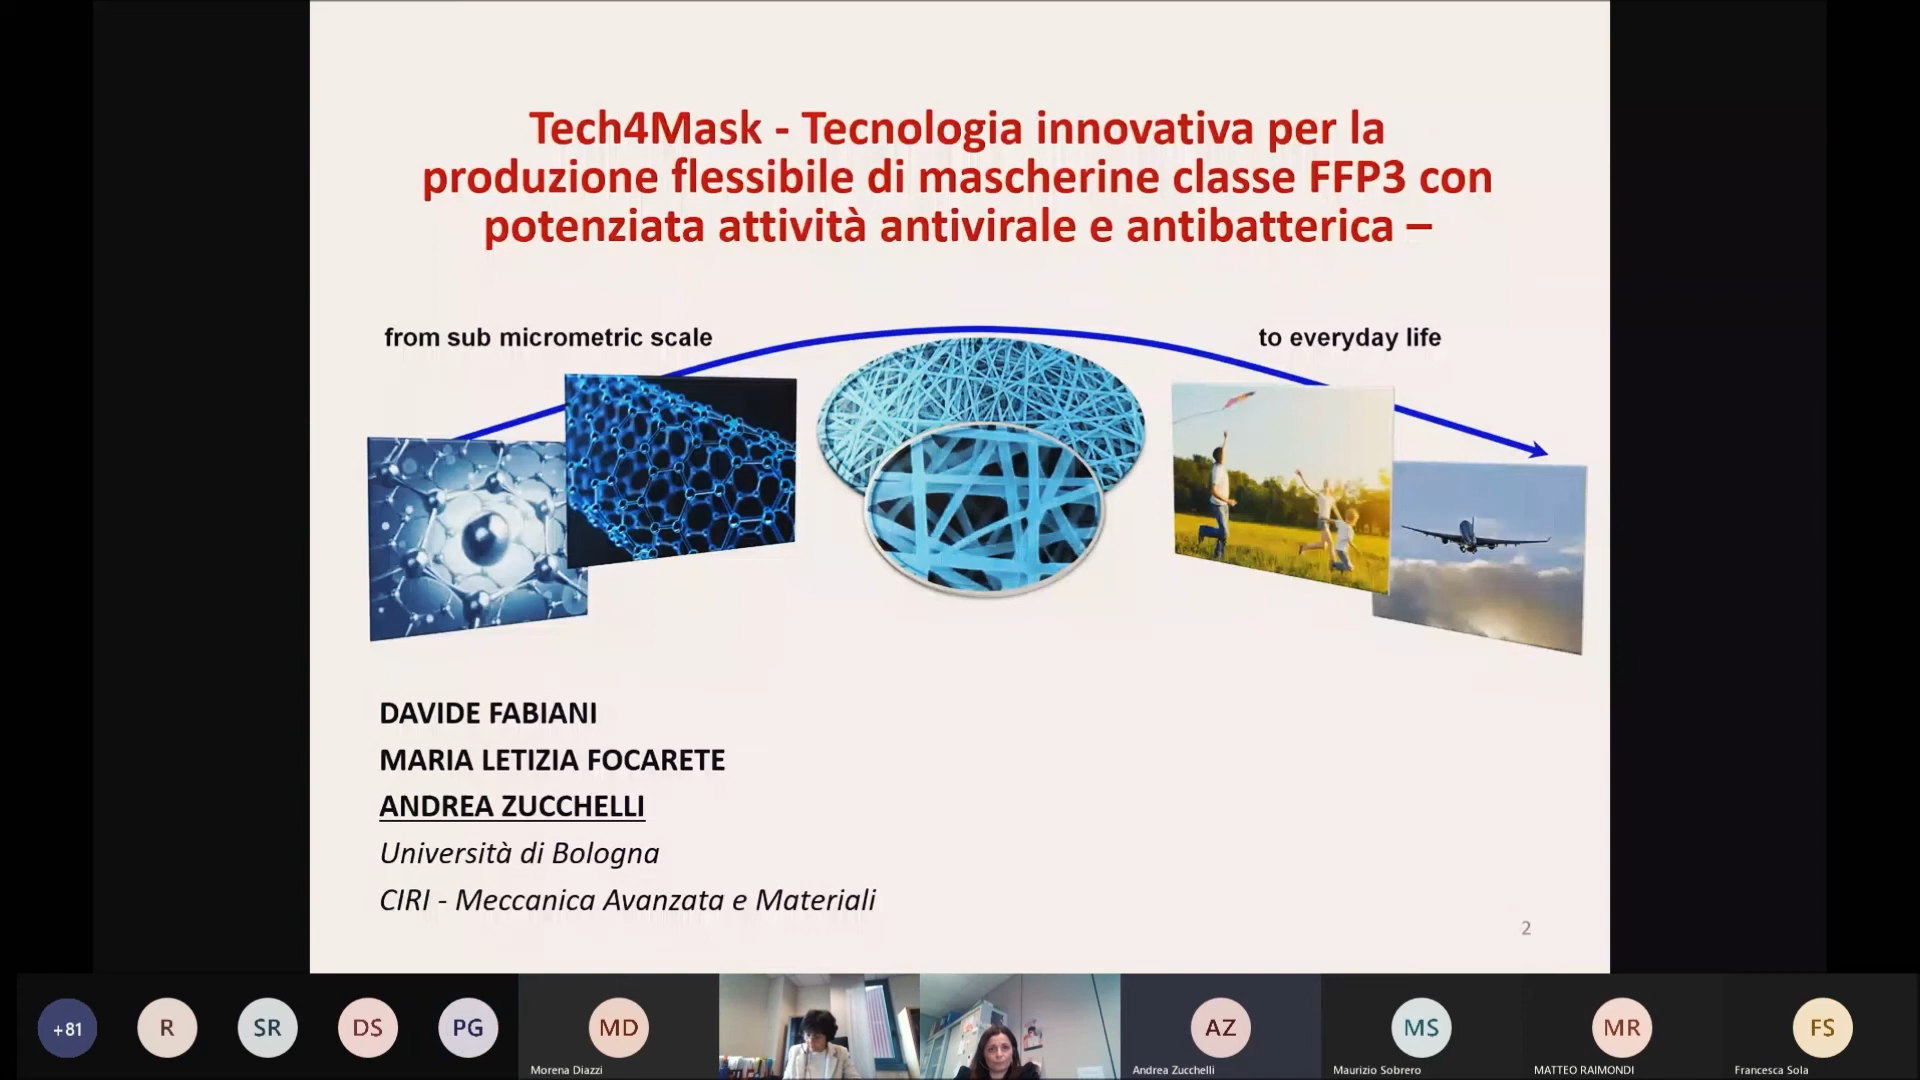 Tech4Mask - Tecnologia innovativa per la
produzione flessibile di mascherine classe FFP3 con
potenziata attività antivirale e antibatterica –
from sub micrometric scale
to everyday life
DAVIDE FABIANI
MARIA LETIZIA FOCARETE
ANDREA ZUCCHELLI
Università di Bologna
CIRI - Meccanica Avanzata e Materiali
2
+81
R
SR
DS
PG
MD
AZ
MS
MR
FS
Morena Diazzi
Andrea Zucchelli
Maurizio Sobrero
MATTEO RAIMONDI
Francesca Sola